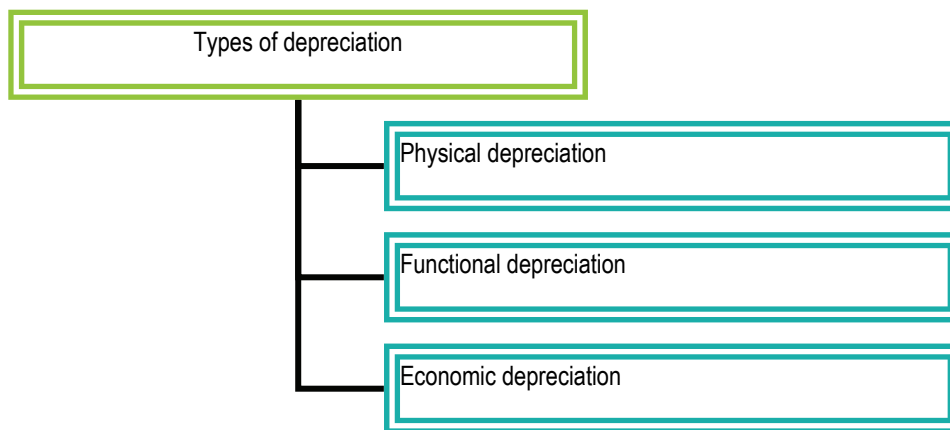 Types of depreciation
Physical depreciation
Functional depreciation
Economic depreciation